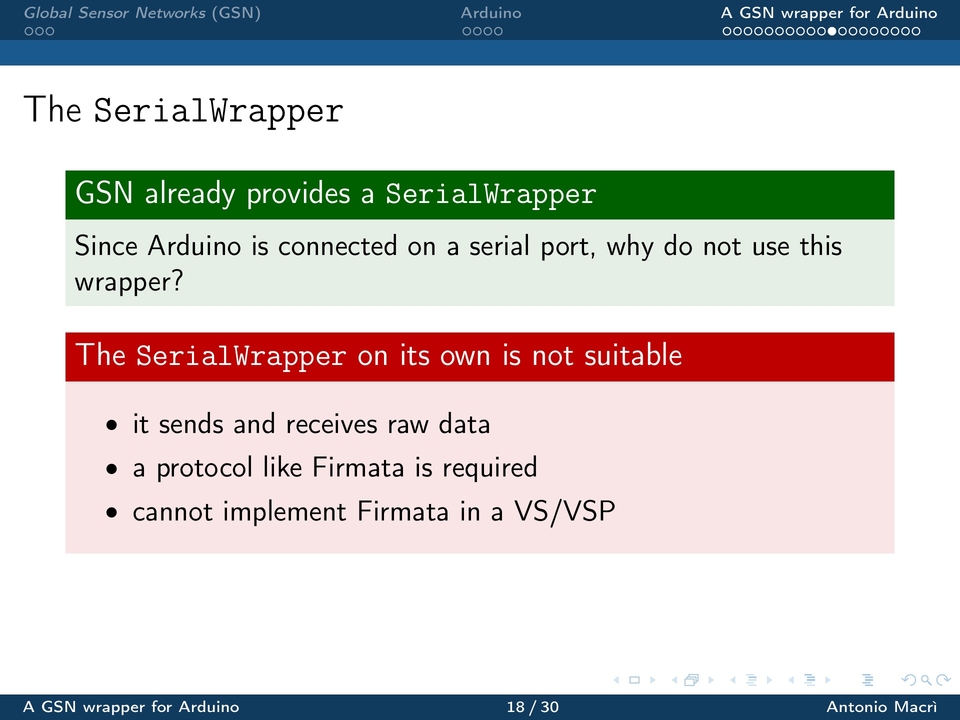 Global Sensor Networks (GSN)
Arduino
A GSN wrapper for Arduino
The SerialWrapper
GSN already provides a SerialWrapper
Since Arduino is connected on a serial port, why do not use this
wrapper?
The SerialWrapper on its own is not suitable
• it sends and receives raw data
• a protocol like Firmata is required
• cannot implement Firmata in a VS/VSP
A GSN wrapper for Arduino
18 / 30
Antonio Macrì